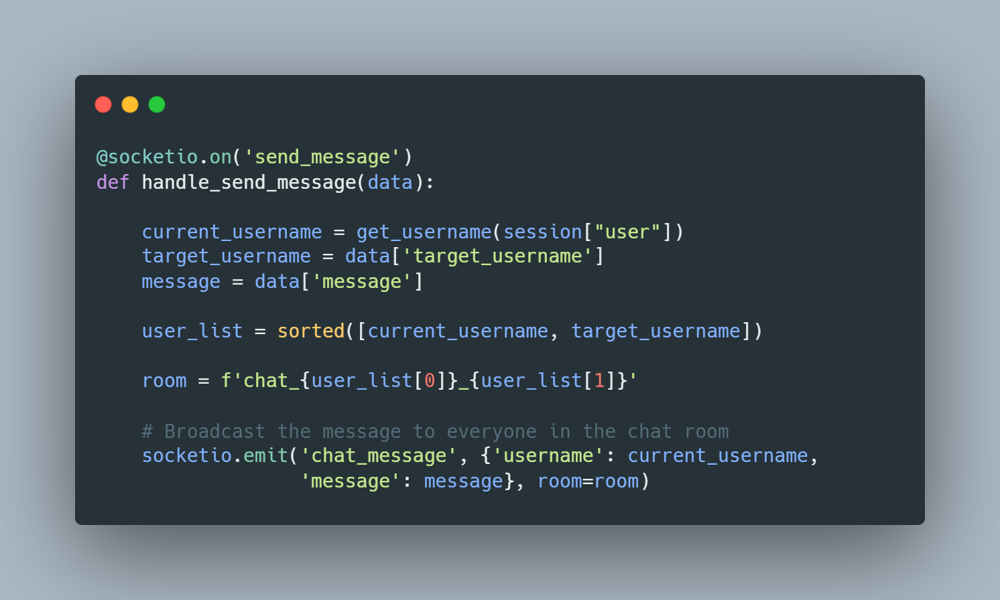 @socketio.on('send_message')
def handle_send_message(data):

    current_username = get_username(session["user"])
    target_username = data['target_username']
    message = data['message']

    user_list = sorted([current_username, target_username])

    room = f'chat_{user_list[0]}_{user_list[1]}'

    # Broadcast the message to everyone in the chat room
    socketio.emit('chat_message', {'username': current_username,
                  'message': message}, room=room)